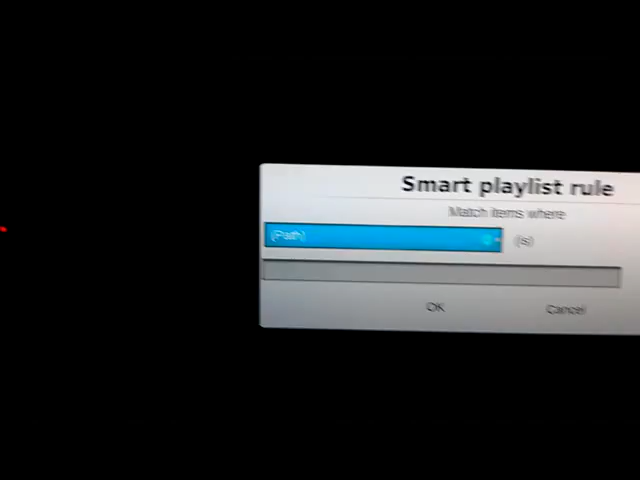 Smart playlist rule
Match items where
(Path) (is)
OK Cancel